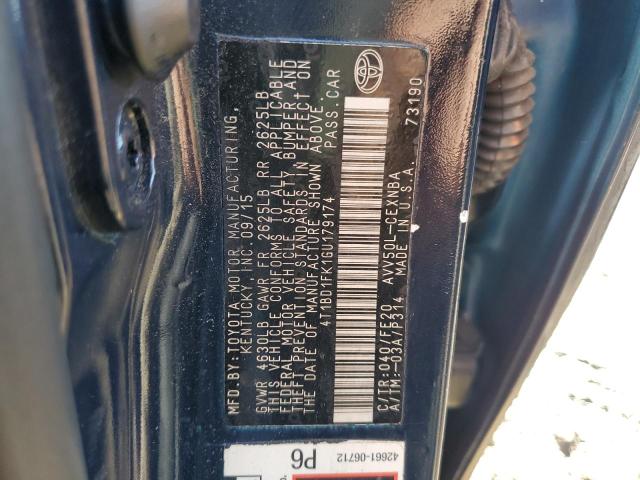 MFD. BY: TOYOTA MOTOR MANUFACTURING,
KENTUCKY, INC. 09/15
GVWR 4630LB GAWR FR 2625LB RR 2625LB
THIS VEHICLE CONFORMS TO ALL APPLICABLE
FEDERAL MOTOR VEHICLE SAFETY, BUMPER AND
THEFT PREVENTION STANDARDS IN EFFECT ON
THE DATE OF MANUFACTURE SHOWN ABOVE.
4T1BD1FK1GU179174 PASS. CAR
C/TR: 040/FE20 AVV50L-CEXNBA
A/TM: -03A/P314 MADE IN U.S.A. 73190
P6
42661-06712